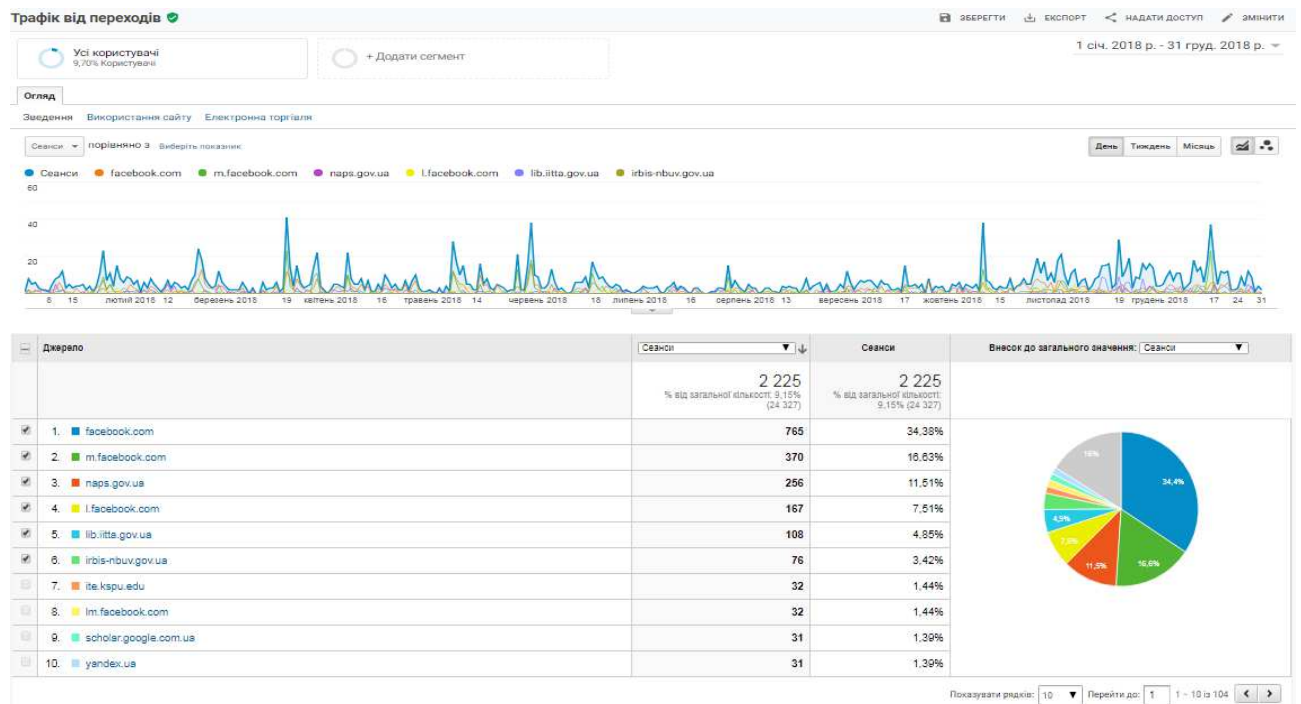 Трафік від переходів
ЗБЕРЕГТИ ЕКСПОРТ НАДАТИ ДОСТУП ЗМІНИТИ
1 січ. 2018 р. - 31 груд. 2018 р.
Усі користувачі
9,70% Користувачі
+ Додати сегмент
Огляд
Зведення Використання сайту Електронна торгівля
Сеанси порівняно з Виберіть показник
День Тиждень Місяць
Сеанси facebook.com m.facebook.com naps.gov.ua l.facebook.com lib.iitta.gov.ua irbis-nbuv.gov.ua
60
40
20
8 15 лютий 2018 12 березень 2018 19 квітень 2018 16 травень 2018 14 червень 2018 18 липень 2018 16 серпень 2018 13 вересень 2018 17 жовтень 2018 15 листопад 2018 19 грудень 2018 17 24 31
Джерело Сеанси Сеанси Внесок до загального значення: Сеанси
2 225 2 225
% від загальної кількості: 9,15% (24 327) % від загальної кількості: 9,15% (24 327)
1. facebook.com 765 34,38%
2. m.facebook.com 370 16,63%
3. naps.gov.ua 256 11,51%
4. l.facebook.com 167 7,51%
5. lib.iitta.gov.ua 108 4,85%
6. irbis-nbuv.gov.ua 76 3,42%
7. ite.kspu.edu 32 1,44%
8. lm.facebook.com 32 1,44%
9. scholar.google.com.ua 31 1,39%
10. yandex.ua 31 1,39%
16%
34,4%
4,9%
7,5%
11,5%
16,6%
Показувати рядків: 10 Перейти до: 1 1 – 10 із 104